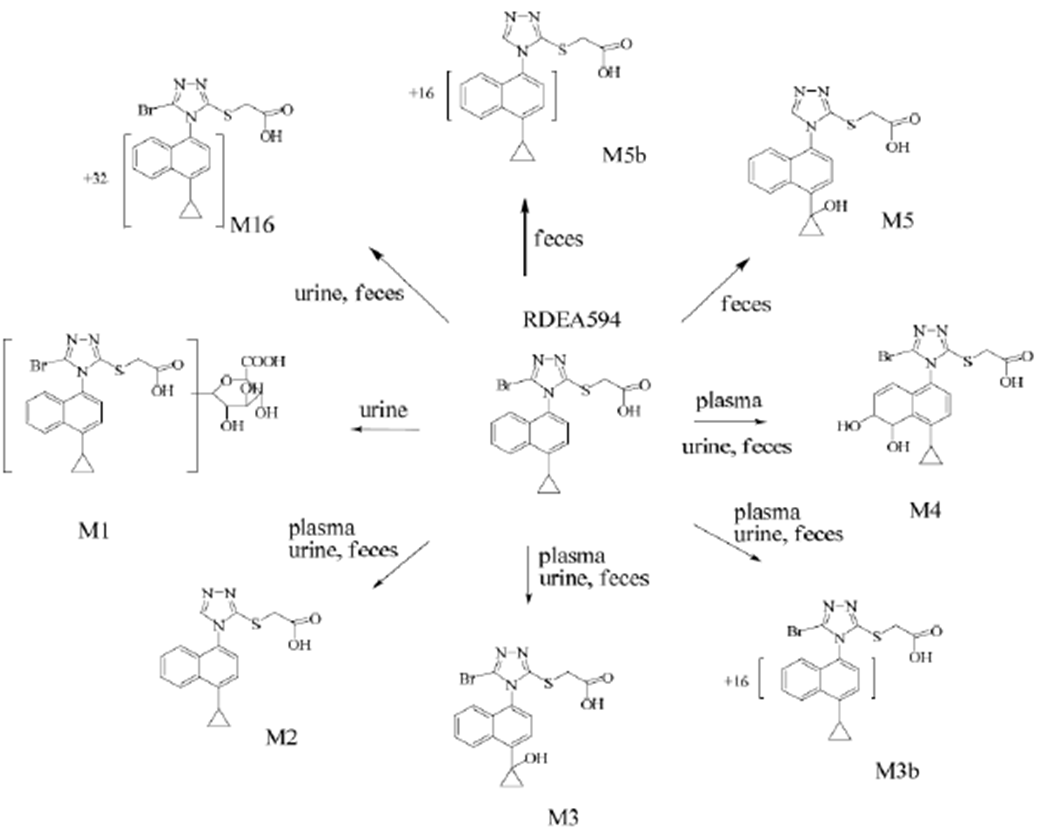 N N
N S O
OH
+16
M5b
N N
Br N S O
OH
+32
M16
N N
N S O
OH
OH
M5
feces
urine, feces
feces
RDEA594
N N
Br N S O
OH
N N
Br N S O
OH
O COOH
OH
OH
OH
M1
urine
plasma
urine, feces
N N
Br N S O
OH
HO
OH
M4
plasma
urine, feces
plasma
urine, feces
plasma
urine, feces
N N
N S O
OH
M2
N N
Br N S O
OH
OH
M3
N N
Br N S O
OH
+16
M3b